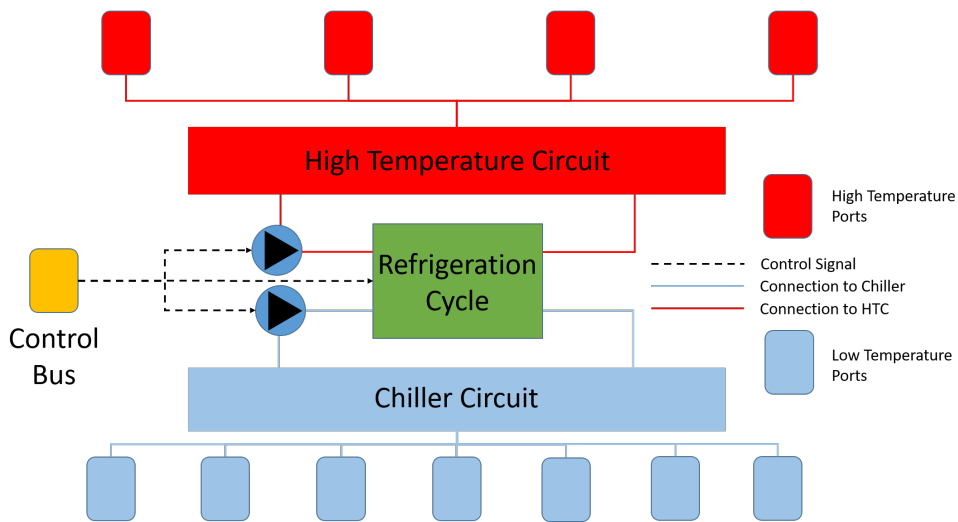 High Temperature Circuit
High Temperature
Ports
Refrigeration
Cycle
Control Signal
Connection to Chiller
Connection to HTC
Control
Bus
Low Temperature
Ports
Chiller Circuit